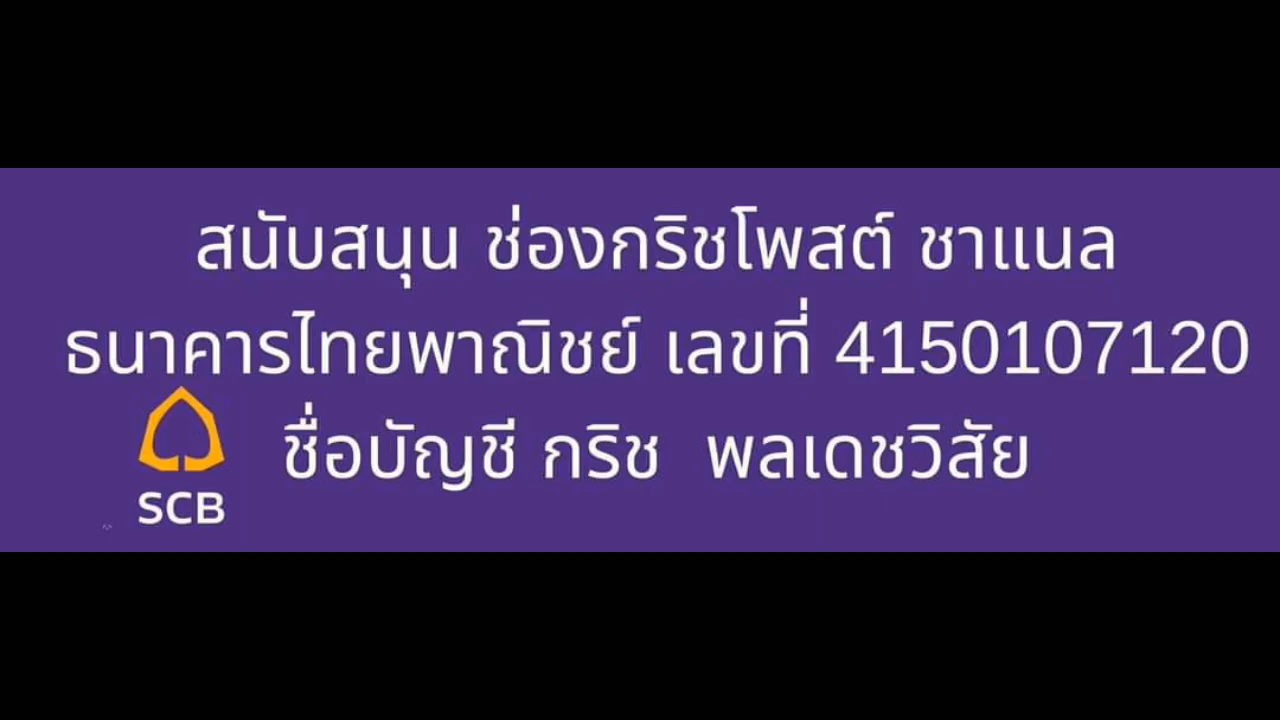 สนับสนุน ช่องกริชโพสต์ ชาแนล
ธนาคารไทยพาณิชย์ เลขที่ 4150107120
ชื่อบัญชี กริช พลเดชวิสัย
SCB